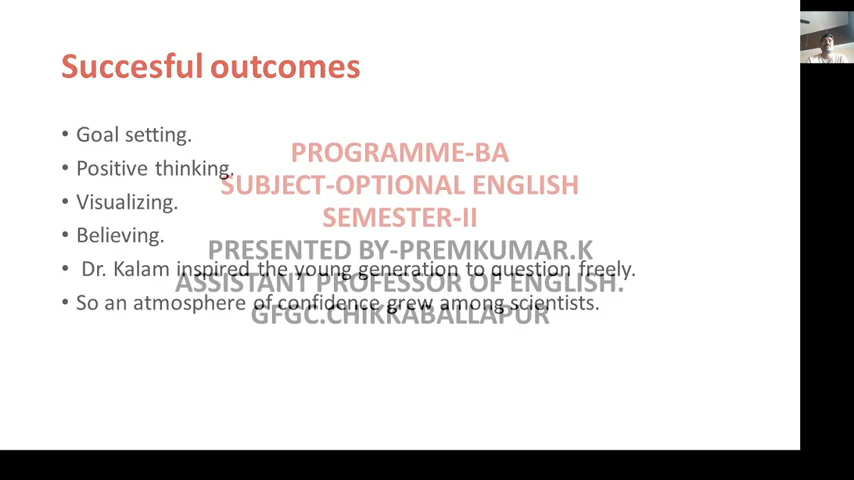 Succesful outcomes
• Goal setting.
• Positive thinking.
• Visualizing.
• Believing.
• Dr. Kalam inspired the young generation to question freely.
• So an atmosphere of confidence grew among scientists.
PROGRAMME-BA
SUBJECT-OPTIONAL ENGLISH
SEMESTER-II
PRESENTED BY-PREMKUMAR.K
ASSISTANT PROFESSOR OF ENGLISH.
GFGC.CHIKKABALLAPUR